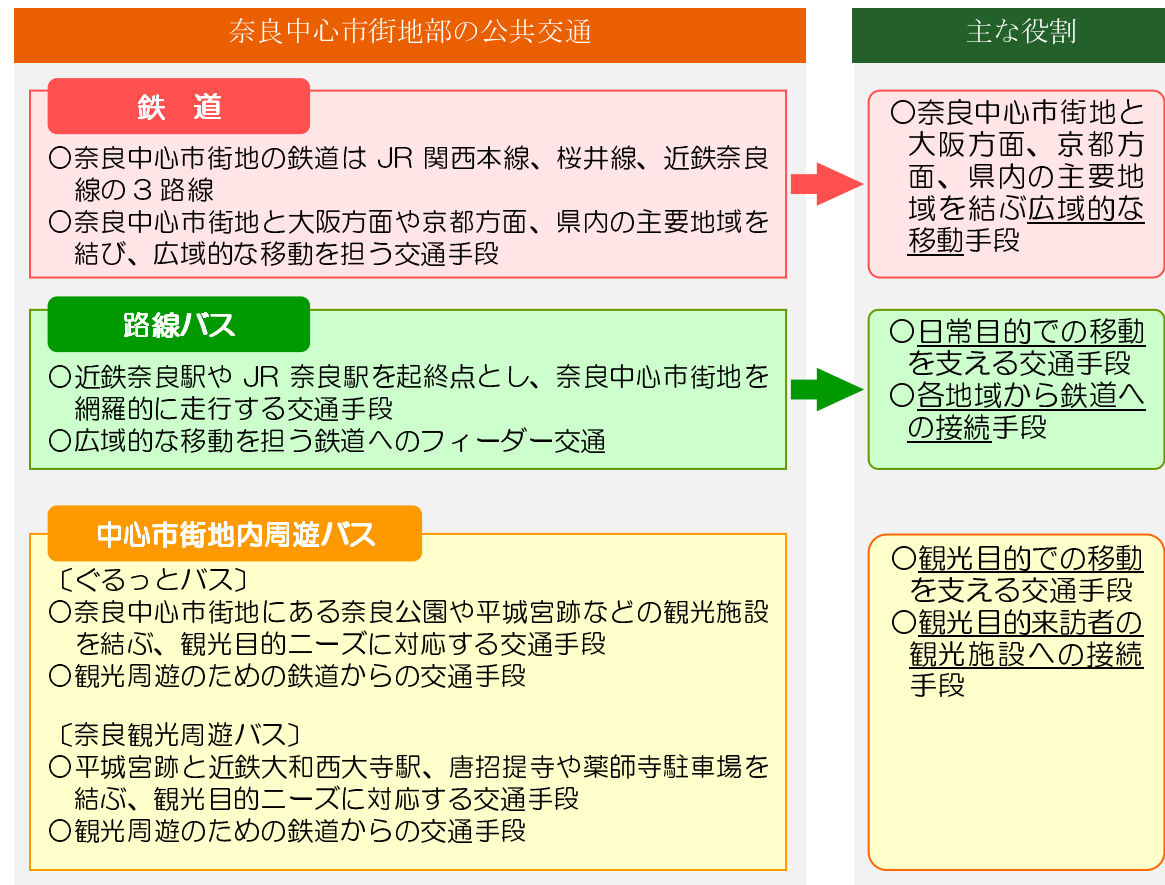 奈良中心市街地部の公共交通
主な役割
鉄 道
〇奈良中心市街地の鉄道は JR 関西本線、桜井線、近鉄奈良
線の3路線
〇奈良中心市街地と大阪方面や京都方面、県内の主要地域を
結び、広域的な移動を担う交通手段
〇奈良中心市街地と
大阪方面、京都方
面、県内の主要地
域を結ぶ広域的な
移動手段
路線バス
〇近鉄奈良駅や JR 奈良駅を起終点とし、奈良中心市街地を
網羅的に走行する交通手段
〇広域的な移動を担う鉄道へのフィーダー交通
〇日常目的での移動
を支える交通手段
〇各地域から鉄道へ
の接続手段
中心市街地内周遊バス
〔ぐるっとバス〕
〇奈良中心市街地にある奈良公園や平城宮跡などの観光施設
を結ぶ、観光目的ニーズに対応する交通手段
〇観光周遊のための鉄道からの交通手段
〔奈良観光周遊バス〕
〇平城宮跡と近鉄大和西大寺駅、唐招提寺や薬師寺駐車場を
結ぶ、観光目的ニーズに対応する交通手段
〇観光周遊のための鉄道からの交通手段
〇観光目的での移動
を支える交通手段
〇観光目的来訪者の
観光施設への接続
手段